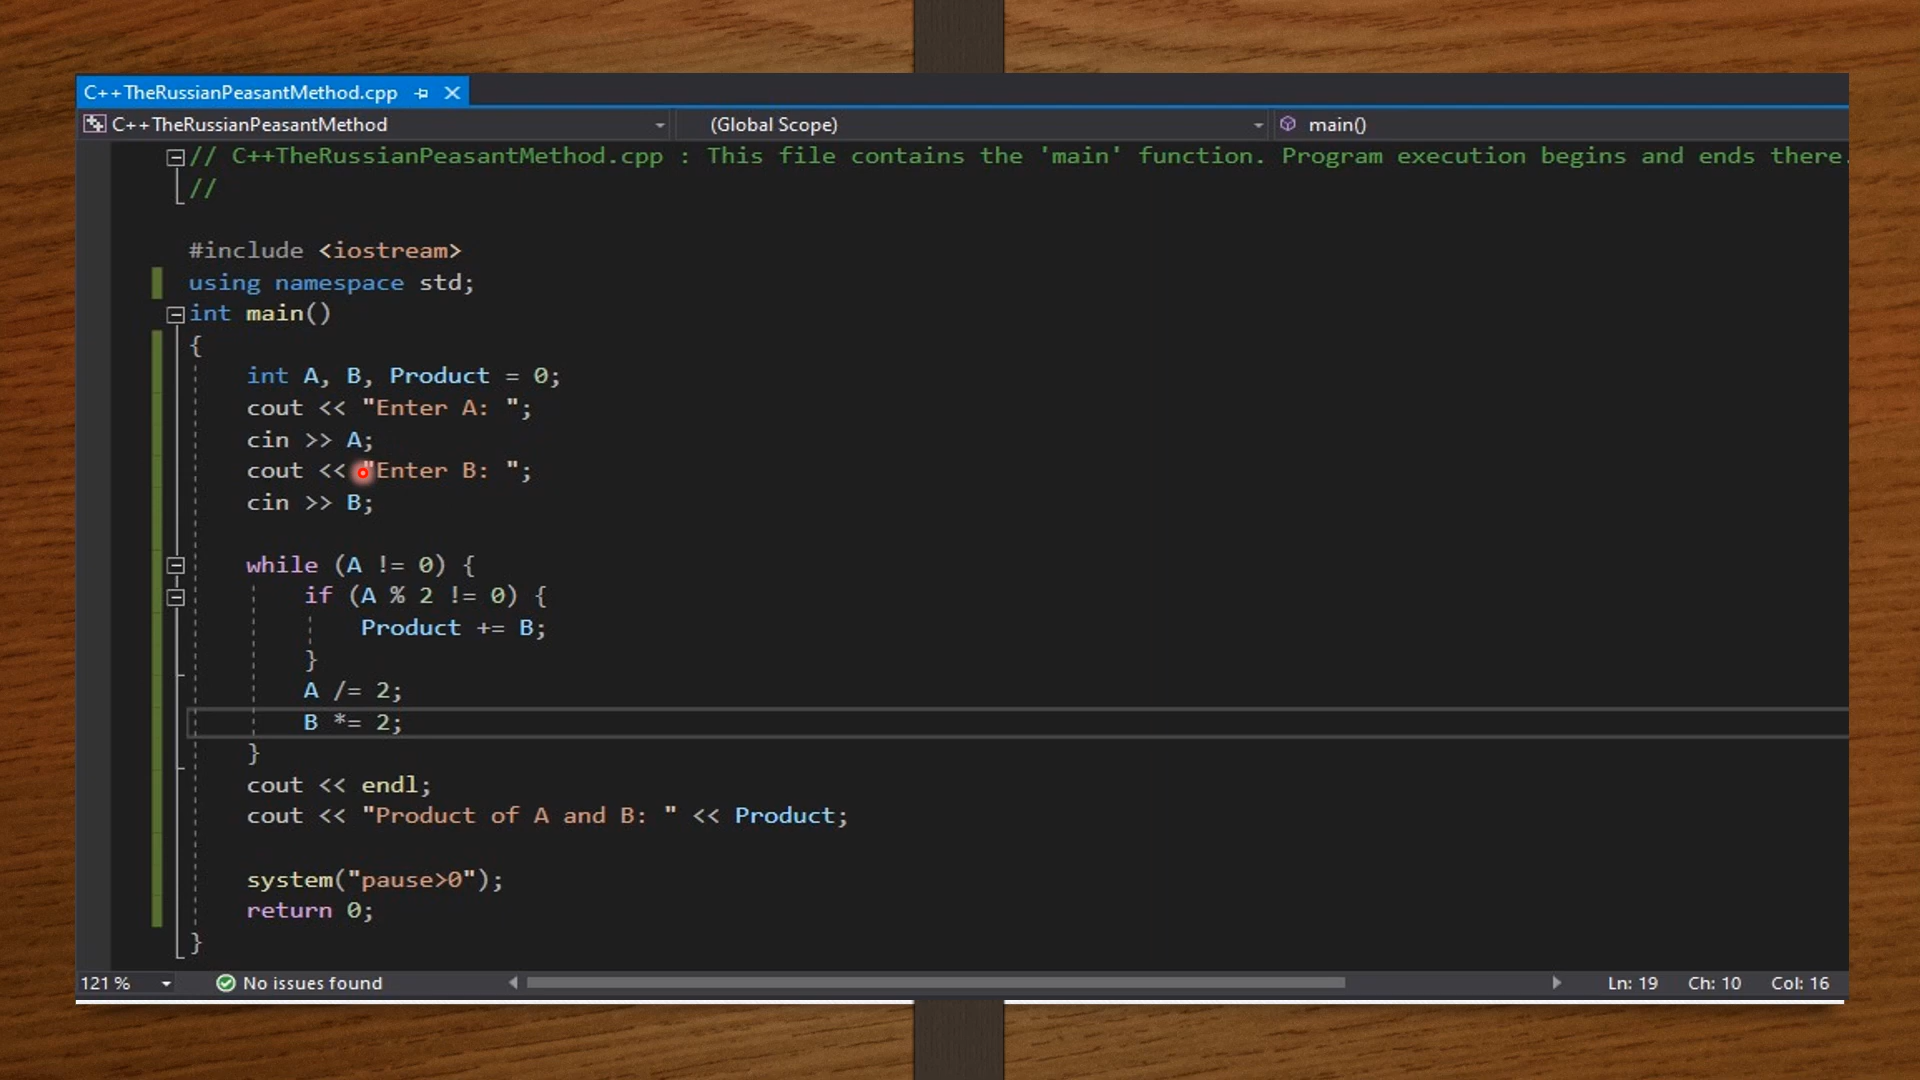 C++TheRussianPeasantMethod.cpp
C++TheRussianPeasantMethod (Global Scope) main()
// C++TheRussianPeasantMethod.cpp : This file contains the 'main' function. Program execution begins and ends there.
//
#include <iostream>
using namespace std;
int main()
{
    int A, B, Product = 0;
    cout << "Enter A: ";
    cin >> A;
    cout << "Enter B: ";
    cin >> B;
    while (A != 0) {
        if (A % 2 != 0) {
            Product += B;
        }
        A /= 2;
        B *= 2;
    }
    cout << endl;
    cout << "Product of A and B: " << Product;
    system("pause>0");
    return 0;
}
121 % No issues found Ln: 19 Ch: 10 Col: 16